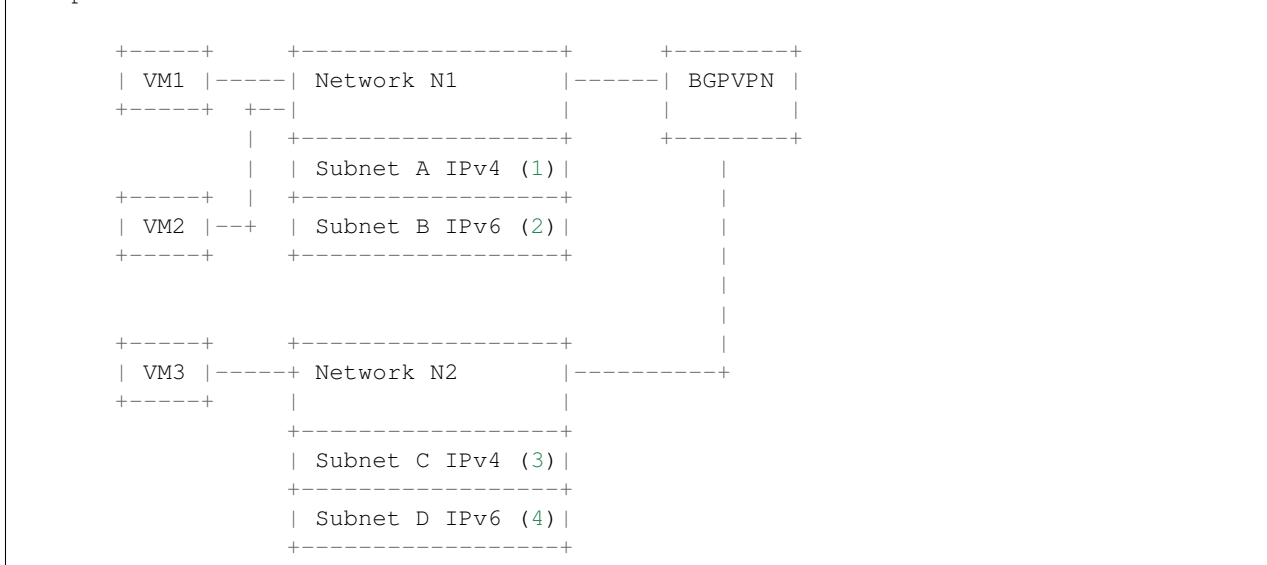 +-----+     +------------------+       +--------+
| VM1 |-----| Network N1       |-------| BGPVPN |
+-----+  +--|                  |       |        |
         |  +------------------+       +--------+
         |  | Subnet A IPv4 (1)|            |
+-----+  |  +------------------+            |
| VM2 |--+  | Subnet B IPv6 (2)|            |
+-----+     +------------------+            |
                                            |
                                            |
+-----+     +------------------+            |
| VM3 |-----+ Network N2       |------------+
+-----+     |                  |
            +------------------+
            | Subnet C IPv4 (3)|
            +------------------+
            | Subnet D IPv6 (4)|
            +------------------+